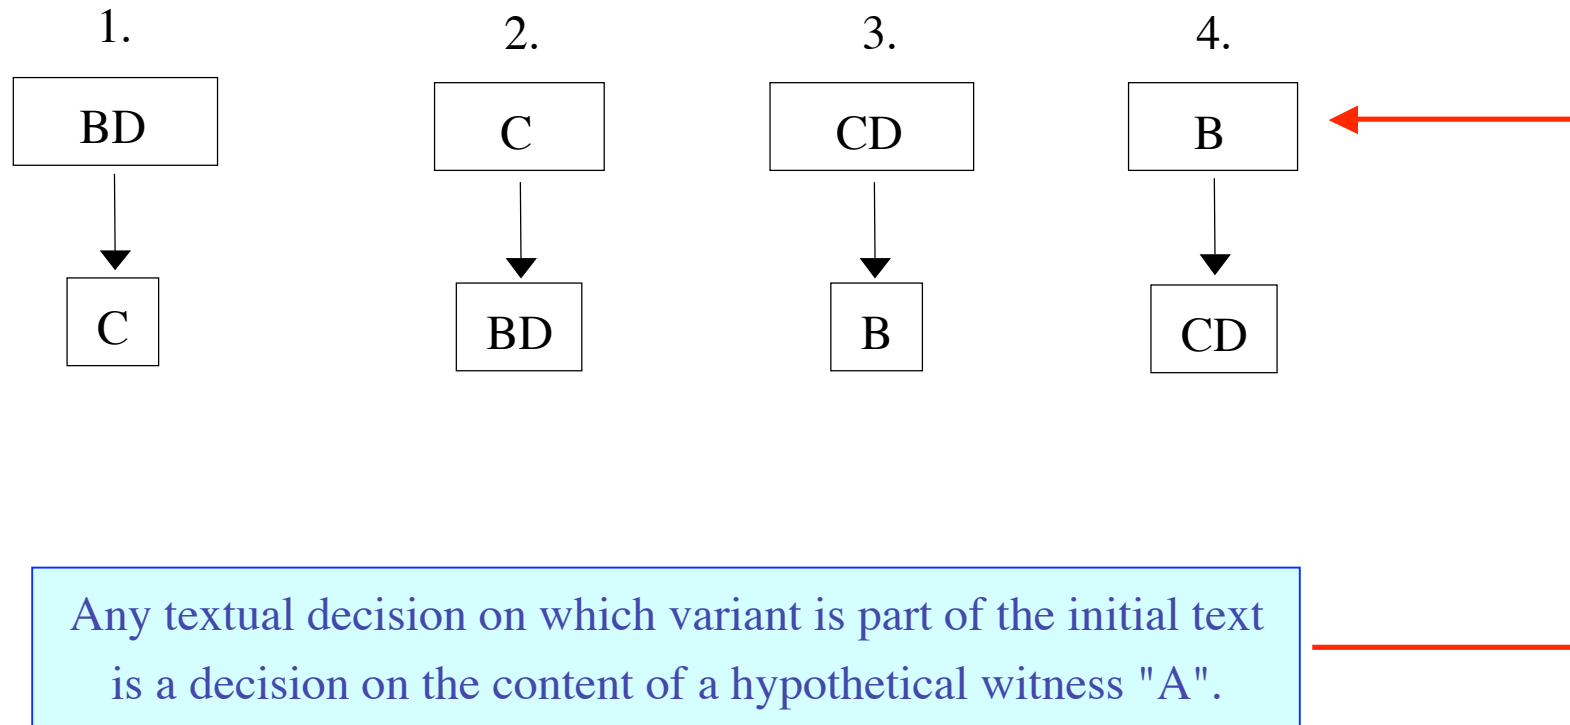 1. 2. 3. 4.
BD C CD B
C BD B CD
Any textual decision on which variant is part of the initial text
is a decision on the content of a hypothetical witness "A".